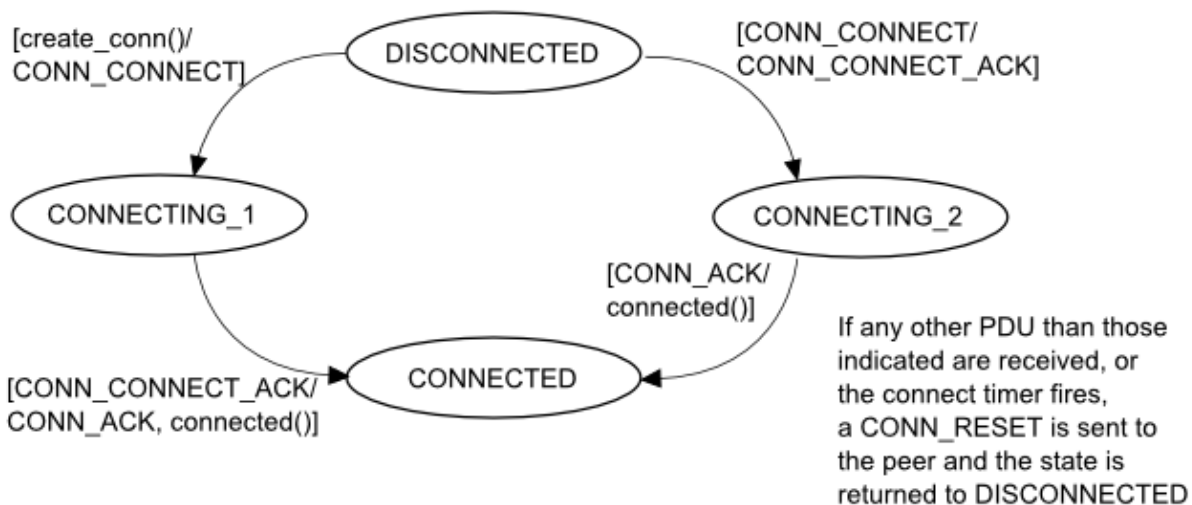 [create_conn()/
CONN_CONNECT]
DISCONNECTED
[CONN_CONNECT/
CONN_CONNECT_ACK]
CONNECTING_1
CONNECTING_2
[CONN_ACK/
connected()]
CONNECTED
[CONN_CONNECT_ACK/
CONN_ACK, connected()]
If any other PDU than those
indicated are received, or
the connect timer fires,
a CONN_RESET is sent to
the peer and the state is
returned to DISCONNECTED